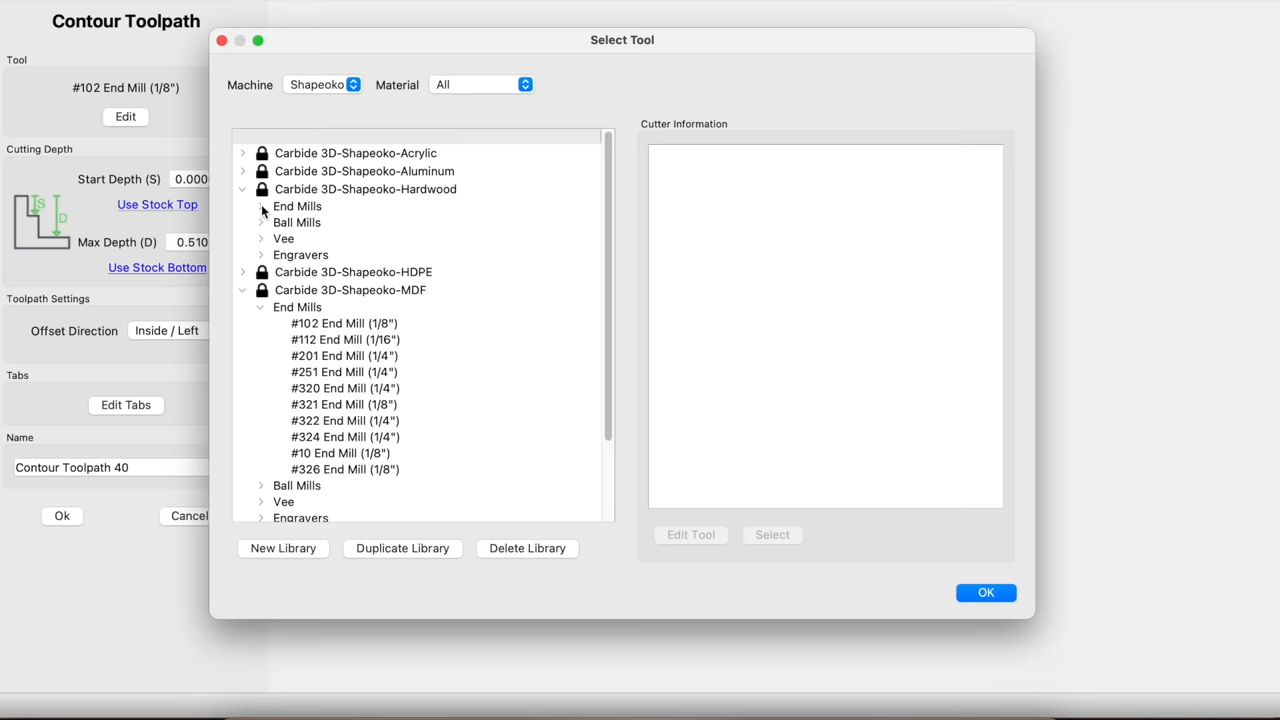 Contour Toolpath
Tool
#102 End Mill (1/8")
Edit
Cutting Depth
Start Depth (S) 0.000
Use Stock Top
S
D
Max Depth (D) 0.510
Use Stock Bottom
Toolpath Settings
Offset Direction Inside / Left
Tabs
Edit Tabs
Name
Contour Toolpath 40
Ok Cancel
Select Tool
Machine Shapeoko Material All
Carbide 3D-Shapeoko-Acrylic
Carbide 3D-Shapeoko-Aluminum
Carbide 3D-Shapeoko-Hardwood
End Mills
Ball Mills
Vee
Engravers
Carbide 3D-Shapeoko-HDPE
Carbide 3D-Shapeoko-MDF
End Mills
#102 End Mill (1/8")
#112 End Mill (1/16")
#201 End Mill (1/4")
#251 End Mill (1/4")
#320 End Mill (1/4")
#321 End Mill (1/8")
#322 End Mill (1/4")
#324 End Mill (1/4")
#10 End Mill (1/8")
#326 End Mill (1/8")
Ball Mills
Vee
Engravers
New Library Duplicate Library Delete Library
Cutter Information
Edit Tool Select
OK